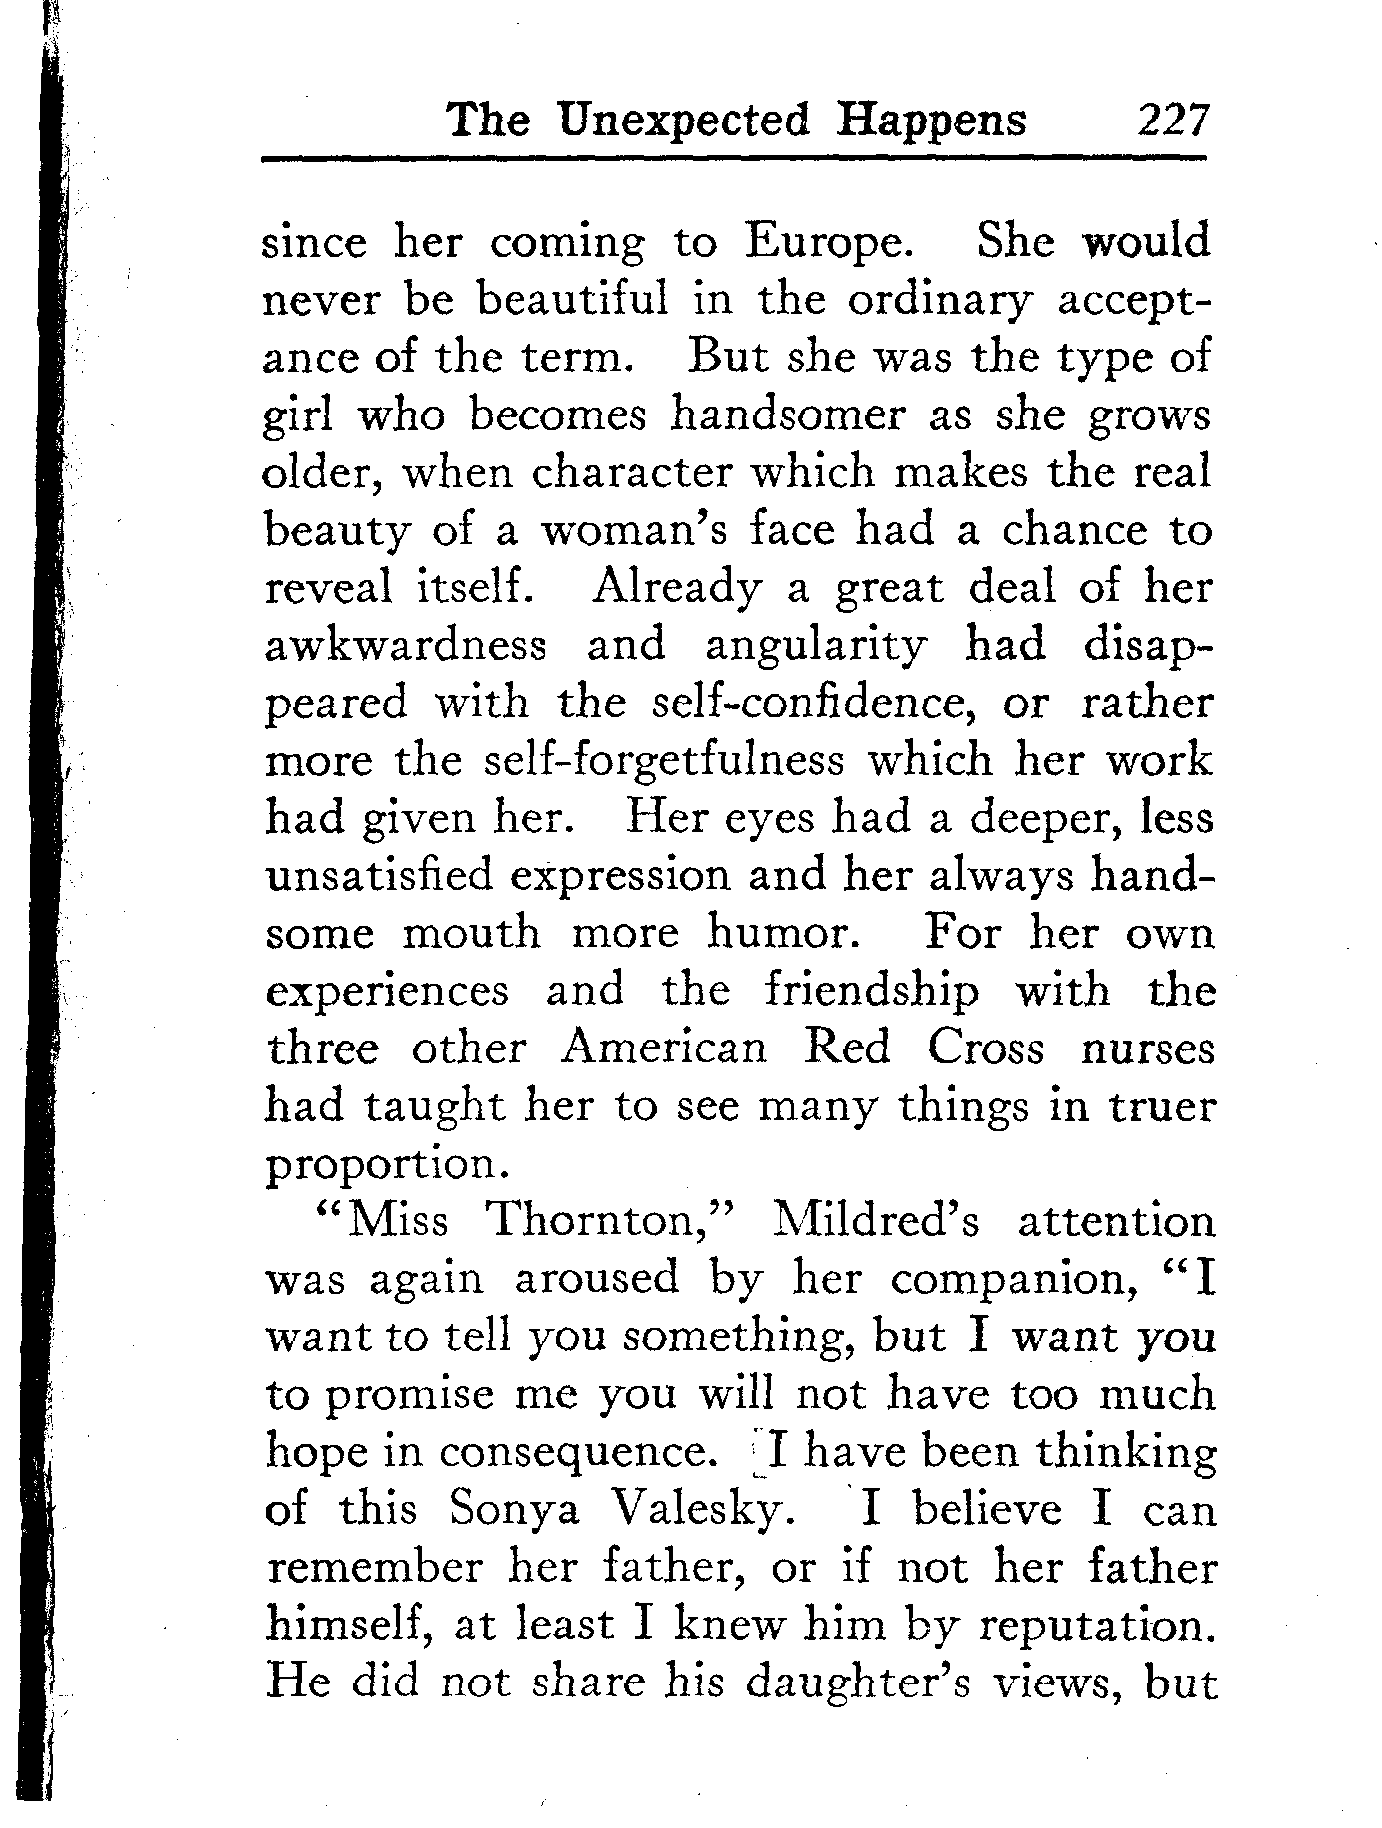 The Unexpected Happens 227
since her coming to Europe. She would
never be beautiful in the ordinary accept-
ance of the term. But she was the type of
girl who becomes handsomer as she grows
older, when character which makes the real
beauty of a woman's face had a chance to
reveal itself. Already a great deal of her
awkwardness and angularity had disap-
peared with the self-confidence, or rather
more the self-forgetfulness which her work
had given her. Her eyes had a deeper, less
unsatisfied expression and her always hand-
some mouth more humor. For her own
experiences and the friendship with the
three other American Red Cross nurses
had taught her to see many things in truer
proportion.
"Miss Thornton," Mildred's attention
was again aroused by her companion, "I
want to tell you something, but I want you
to promise me you will not have too much
hope in consequence. I have been thinking
of this Sonya Valesky. I believe I can
remember her father, or if not her father
himself, at least I knew him by reputation.
He did not share his daughter's views, but